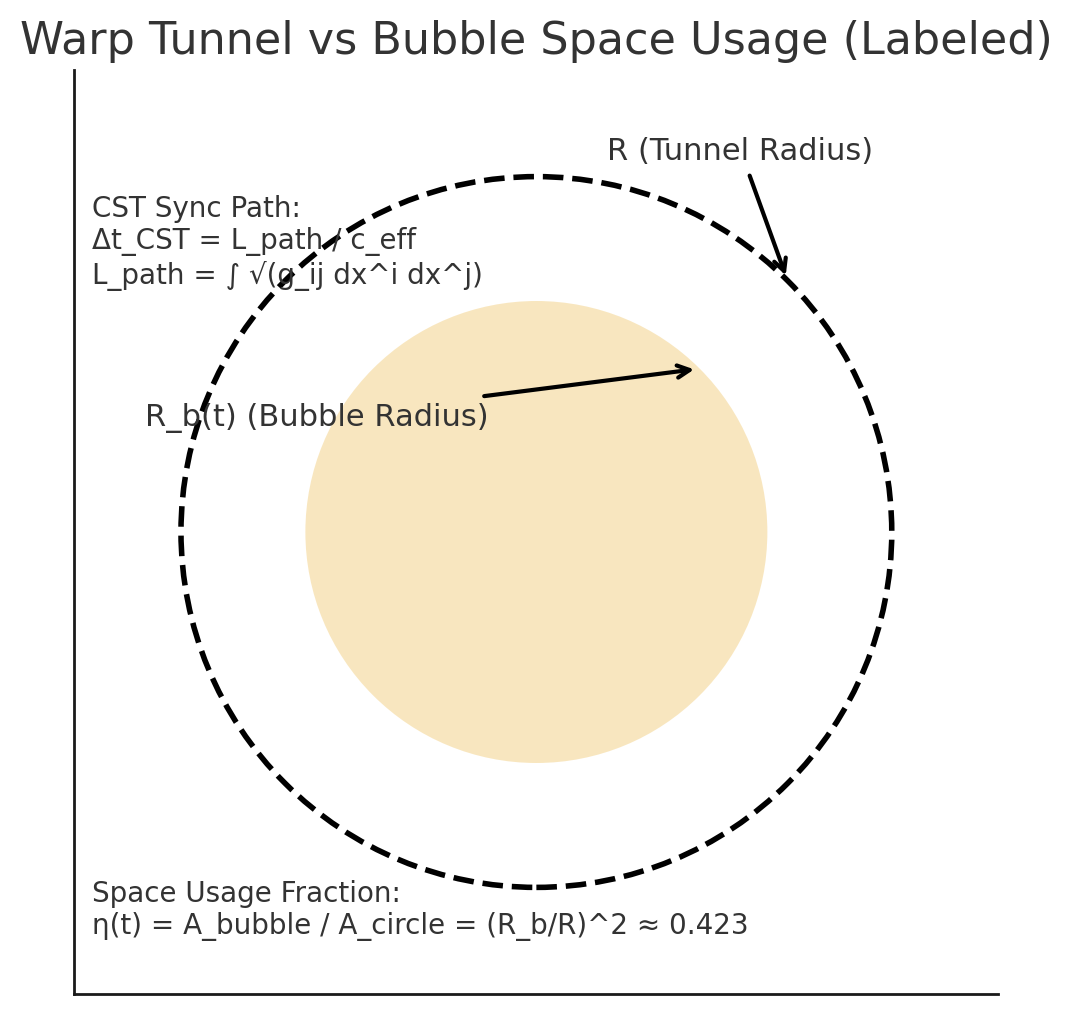 Warp Tunnel vs Bubble Space Usage (Labeled)
R (Tunnel Radius)
CST Sync Path:
Δt_CST = L_path / c_eff
L_path = ∫ √(g_ij dx^i dx^j)
R_b(t) (Bubble Radius)
Space Usage Fraction:
η(t) = A_bubble / A_circle = (R_b/R)^2 ≈ 0.423